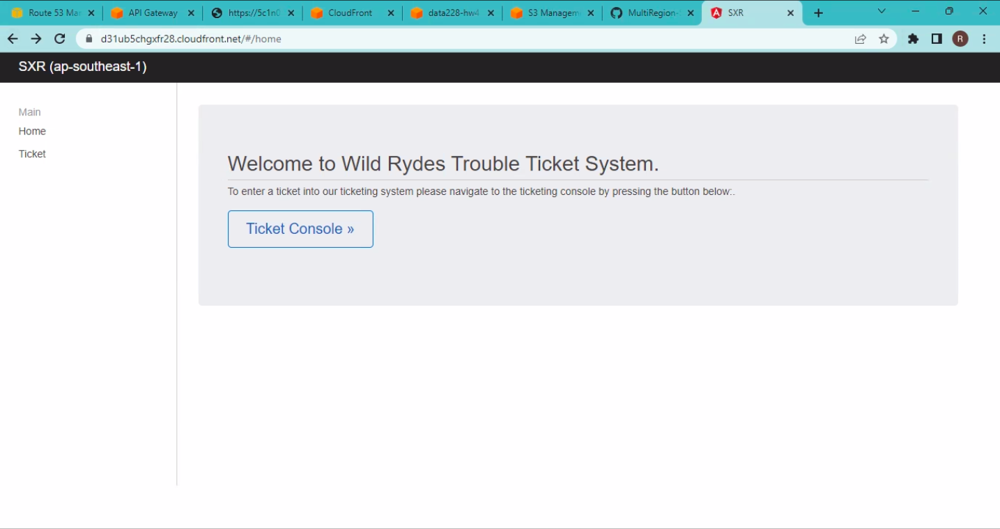 Route 53 Mar
API Gateway
https://5c1n0
CloudFront
data228-hw4
S3 Managem
MultiRegion-
SXR
d31ub5chgxfr28.cloudfront.net/#/home
R
SXR (ap-southeast-1)
Main
Home
Ticket
Welcome to Wild Rydes Trouble Ticket System.
To enter a ticket into our ticketing system please navigate to the ticketing console by pressing the button below:.
Ticket Console »